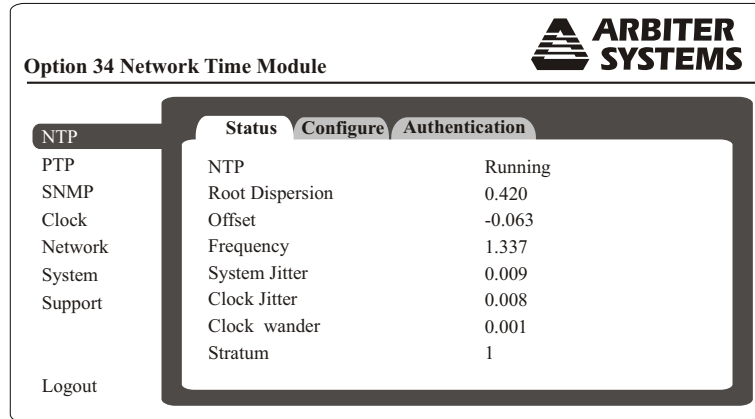 ARBITER
SYSTEMS
Option 34 Network Time Module
NTP
PTP
SNMP
Clock
Network
System
Support
Logout
Status Configure Authentication
NTP Running
Root Dispersion 0.420
Offset -0.063
Frequency 1.337
System Jitter 0.009
Clock Jitter 0.008
Clock wander 0.001
Stratum 1